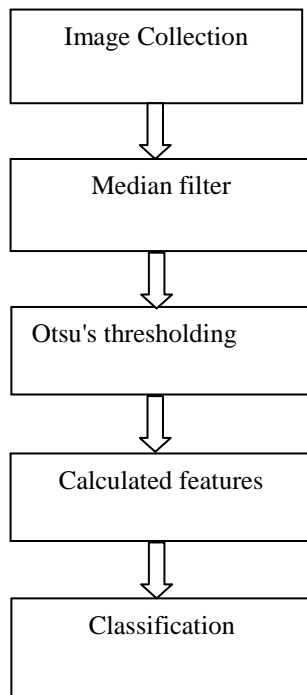 Image Collection
Median filter
Otsu's thresholding
Calculated features
Classification